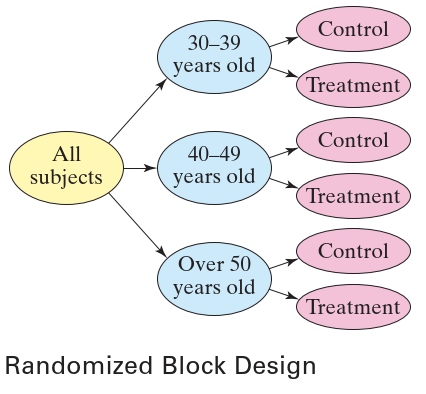 All
subjects
30–39
years old
Control
Treatment
40–49
years old
Control
Treatment
Over 50
years old
Control
Treatment
Randomized Block Design